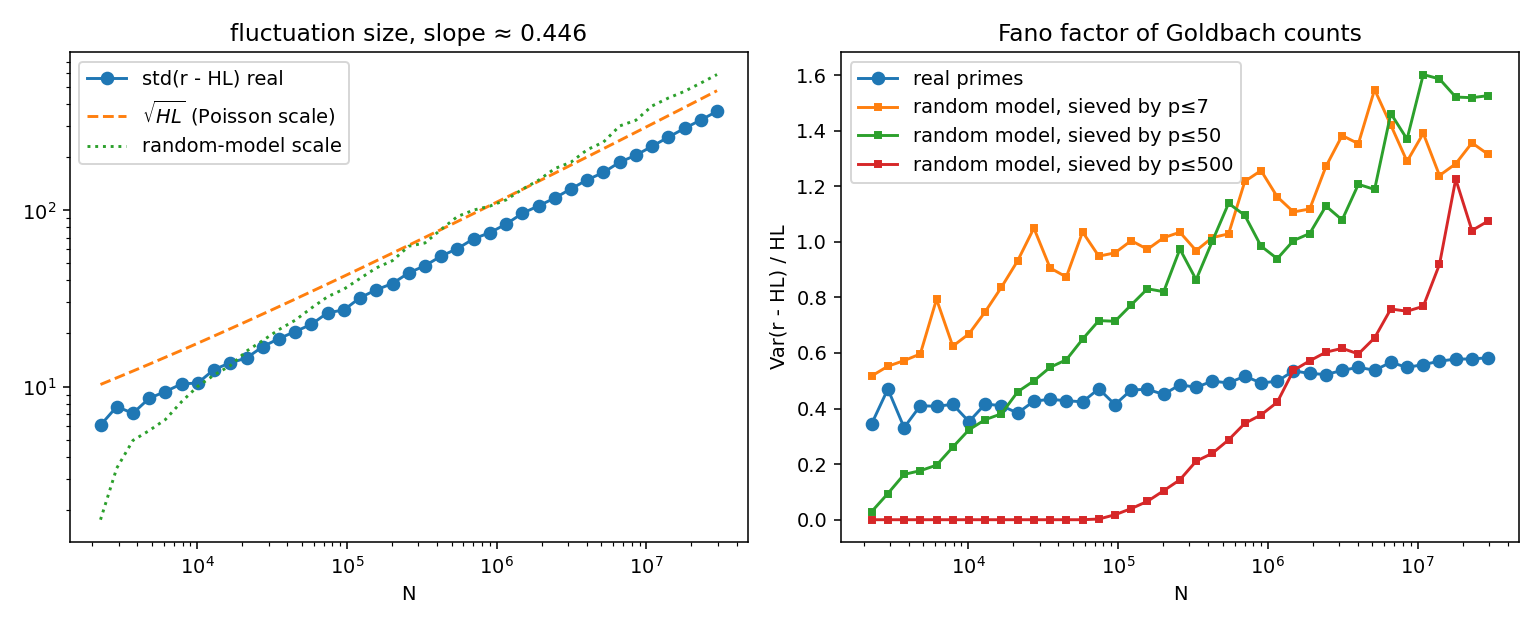 fluctuation size, slope ≈ 0.446
std(r - HL) real
√HL (Poisson scale)
random-model scale
10²
10¹
10⁴
10⁵
10⁶
10⁷
N
Fano factor of Goldbach counts
real primes
random model, sieved by p≤7
random model, sieved by p≤50
random model, sieved by p≤500
Var(r - HL) / HL
1.6
1.4
1.2
1.0
0.8
0.6
0.4
0.2
0.0
10⁴
10⁵
10⁶
10⁷
N